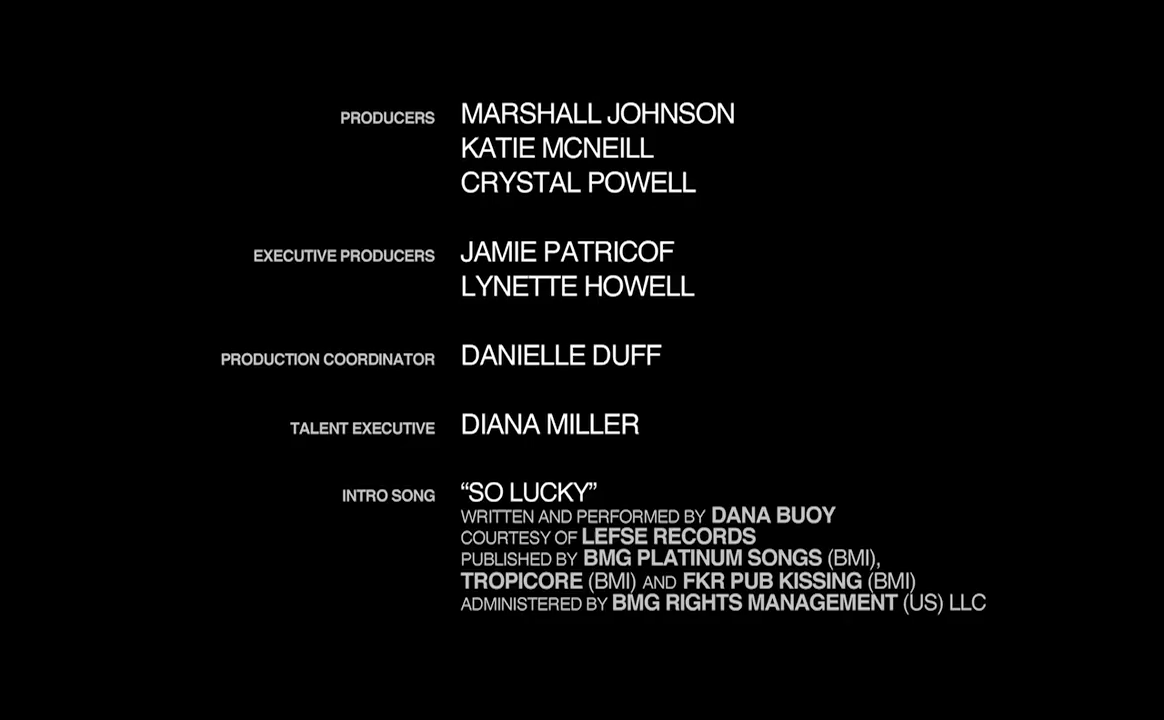 PRODUCERS MARSHALL JOHNSON
KATIE MCNEILL
CRYSTAL POWELL
EXECUTIVE PRODUCERS JAMIE PATRICOF
LYNETTE HOWELL
PRODUCTION COORDINATOR DANIELLE DUFF
TALENT EXECUTIVE DIANA MILLER
INTRO SONG “SO LUCKY”
WRITTEN AND PERFORMED BY DANA BUOY
COURTESY OF LEFSE RECORDS
PUBLISHED BY BMG PLATINUM SONGS (BMI),
TROPICORE (BMI) AND FKR PUB KISSING (BMI)
ADMINISTERED BY BMG RIGHTS MANAGEMENT (US) LLC